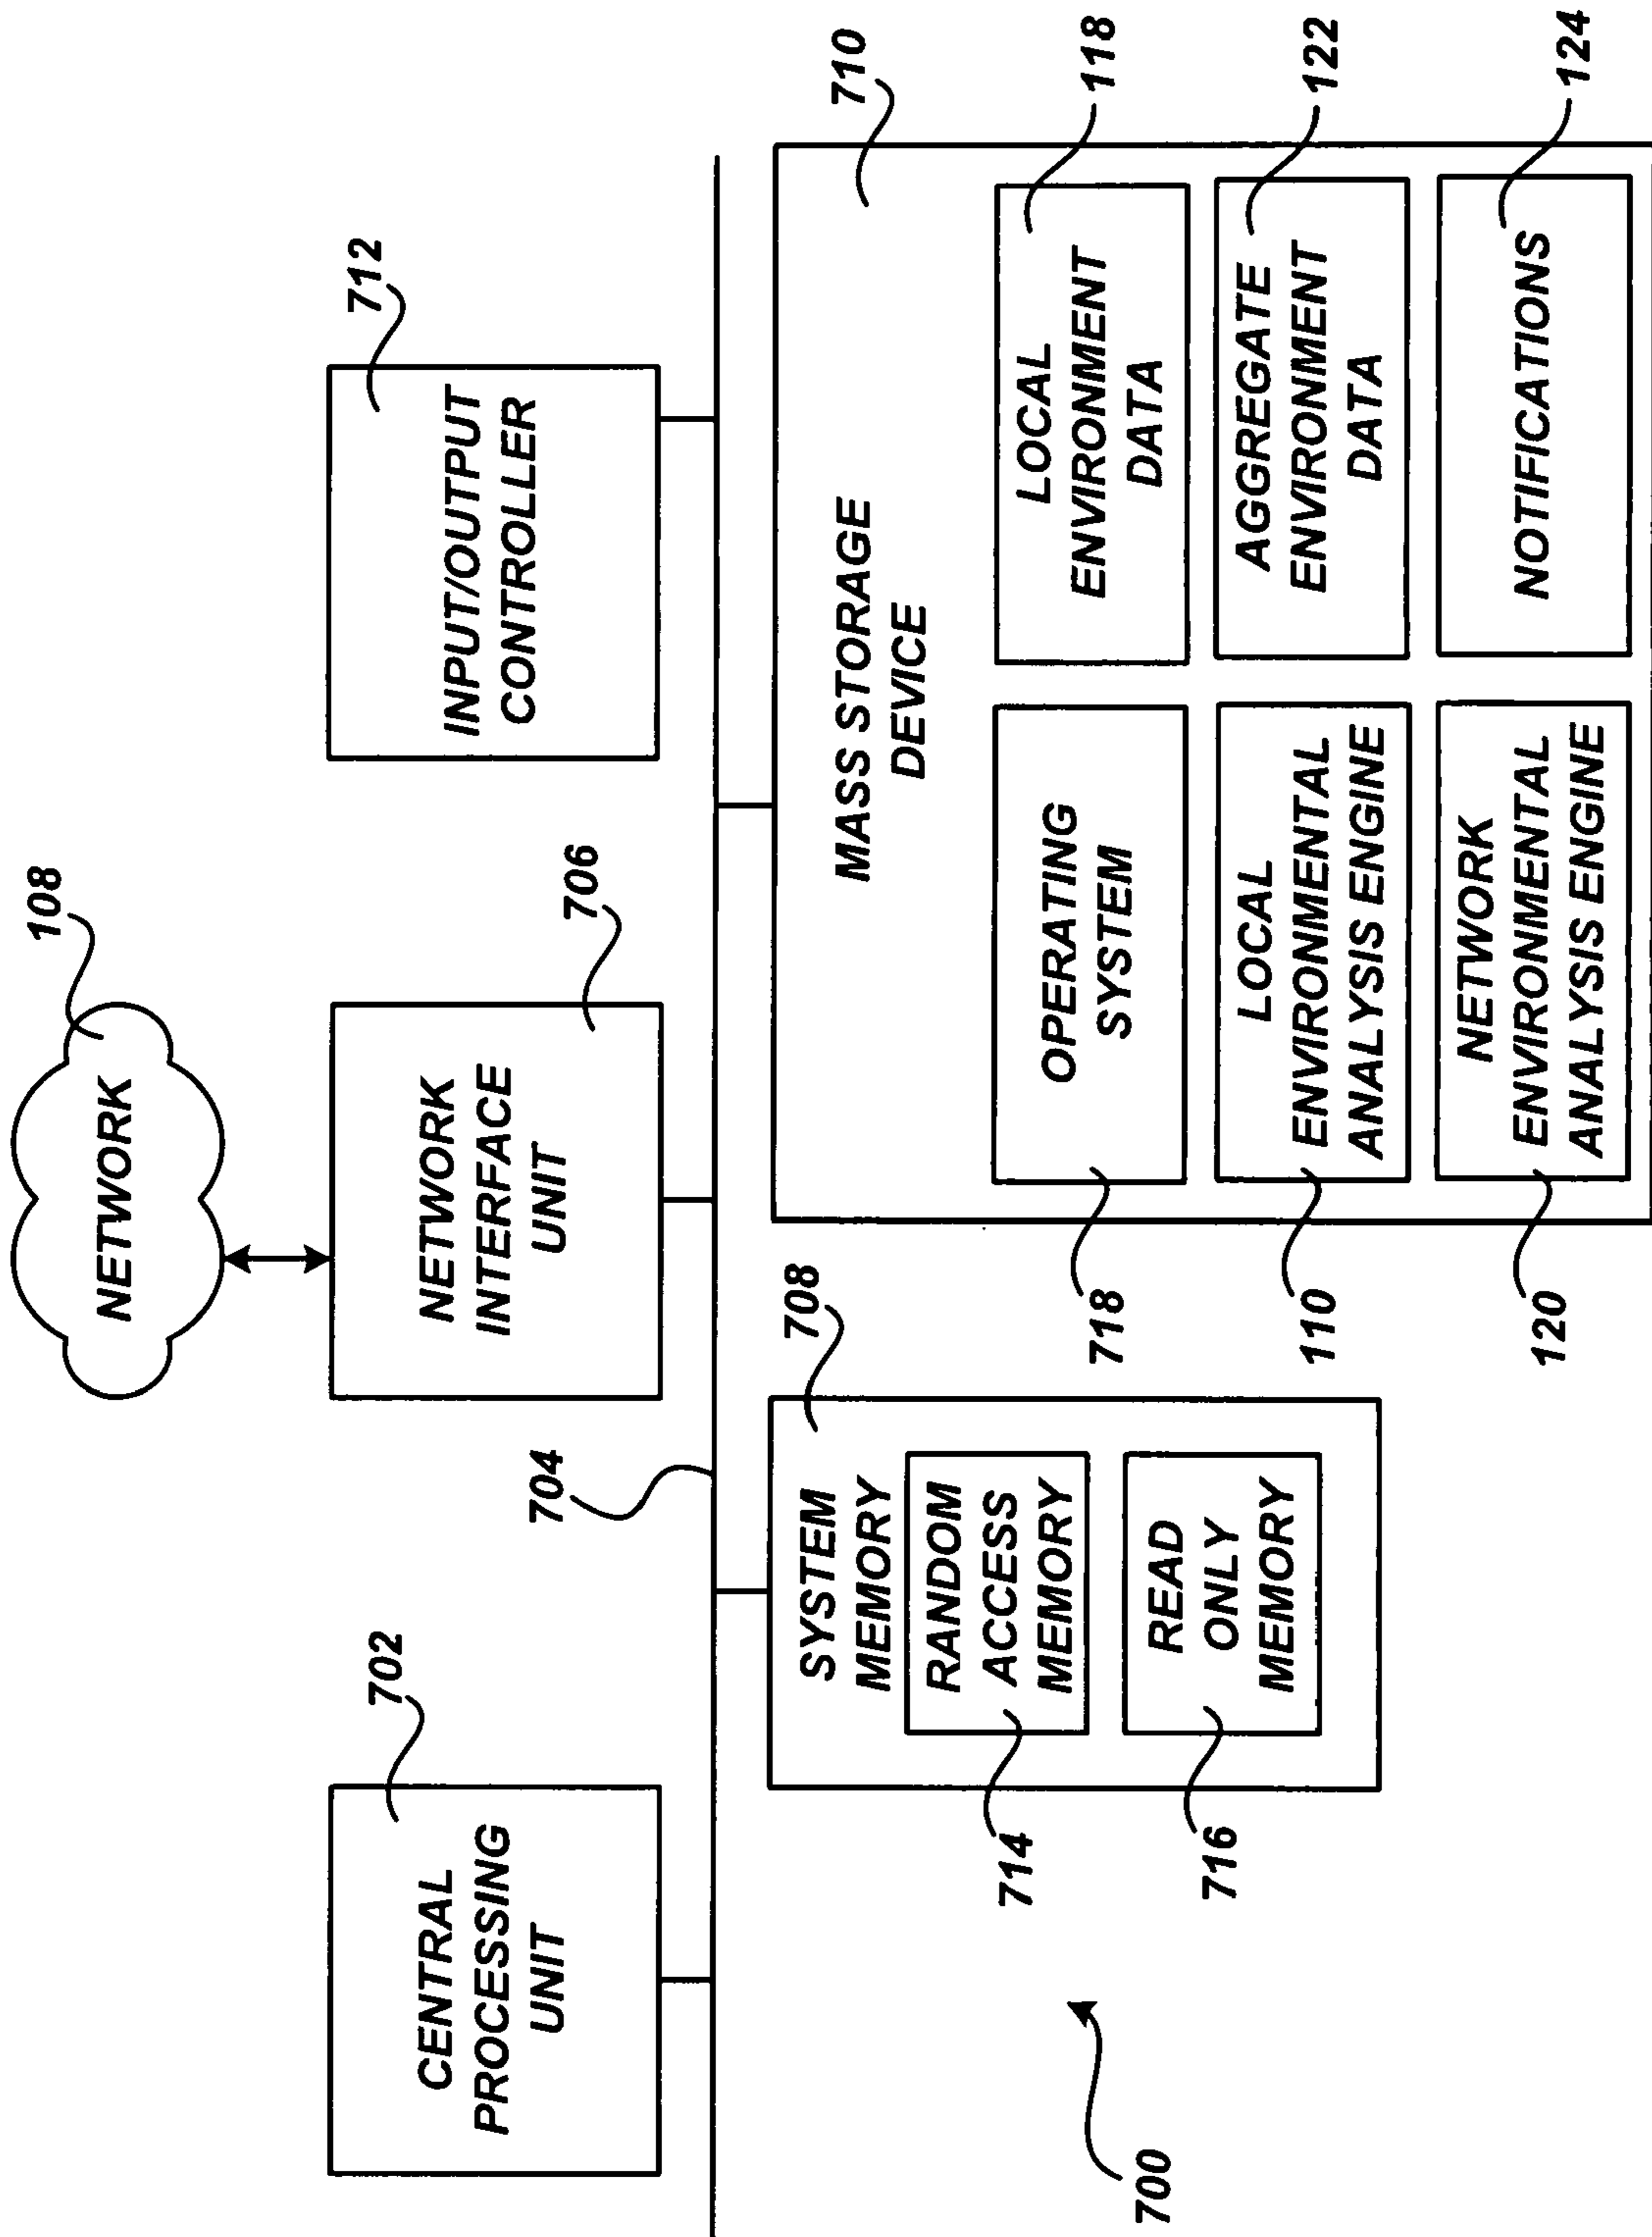 108
NETWORK
702
CENTRAL
PROCESSING
UNIT
706
NETWORK
INTERFACE
UNIT
712
INPUT/OUTPUT
CONTROLLER
704
708
SYSTEM
MEMORY
RANDOM
ACCESS
MEMORY
714
READ
ONLY
MEMORY
716
710
MASS STORAGE
DEVICE
OPERATING
SYSTEM
718
LOCAL
ENVIRONMENT
DATA
118
LOCAL
ENVIRONMENTAL
ANALYSIS ENGINE
110
AGGREGATE
ENVIRONMENT
DATA
122
NETWORK
ENVIRONMENTAL
ANALYSIS ENGINE
120
NOTIFICATIONS
124
700